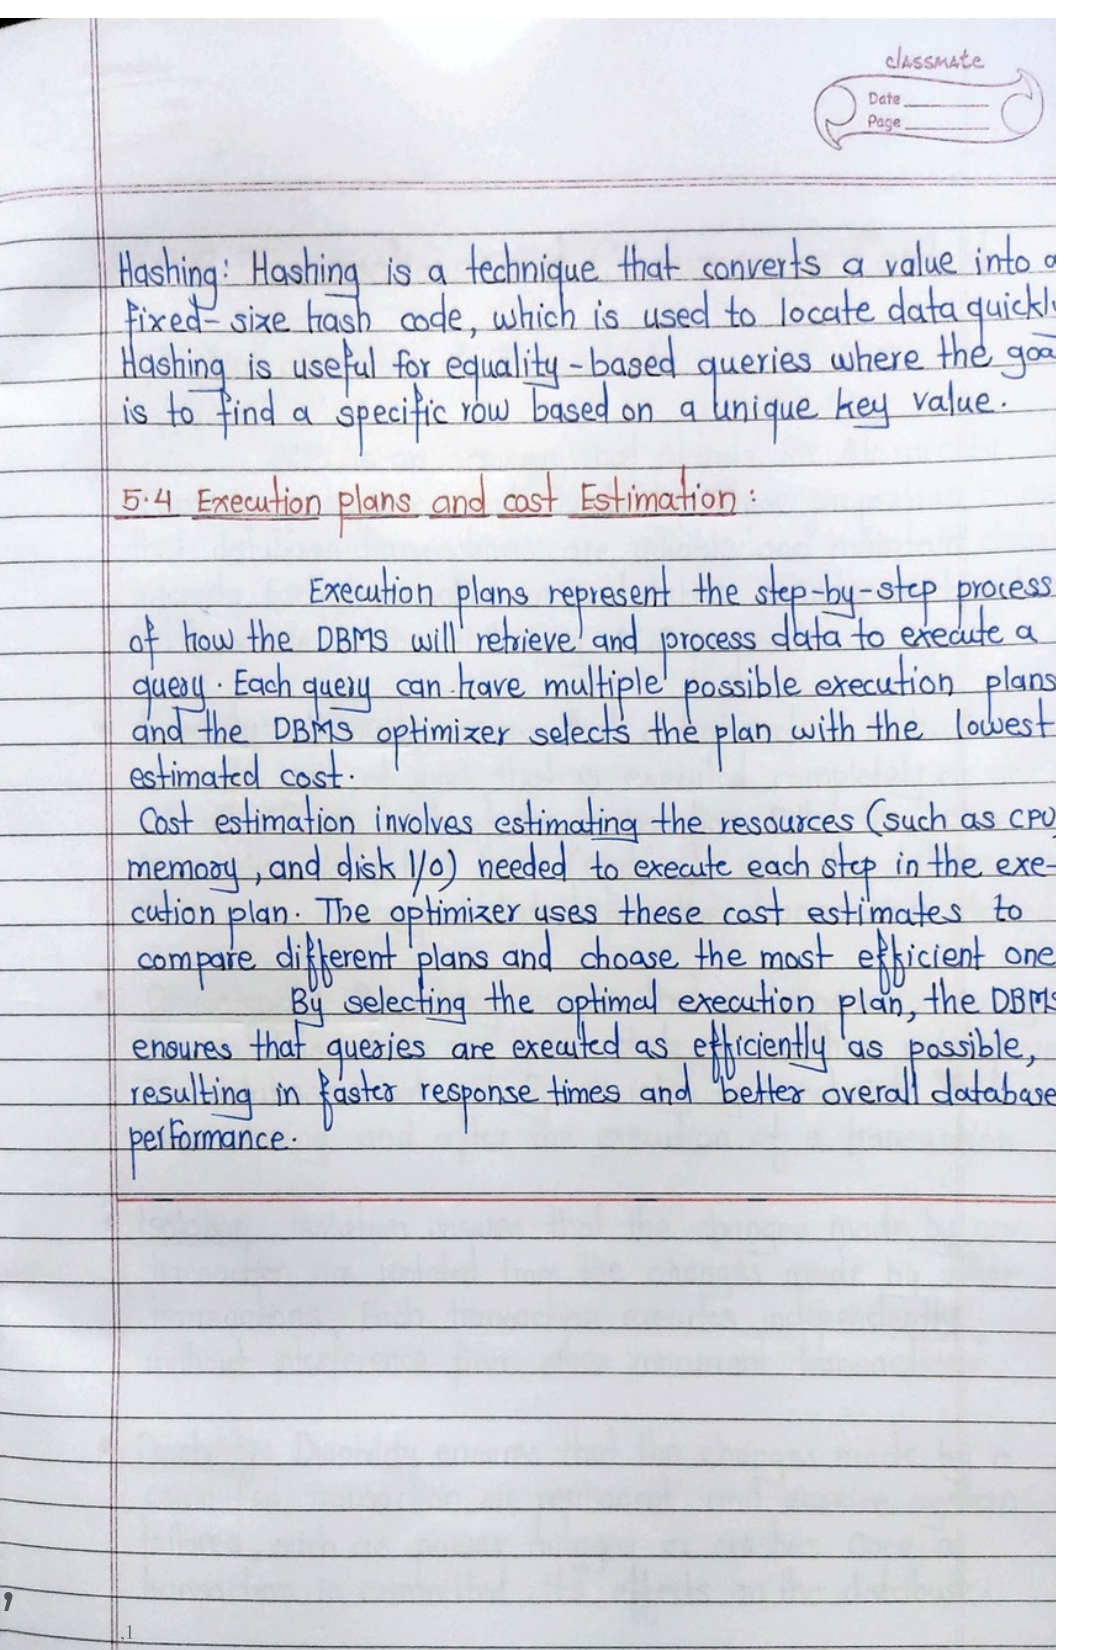 classmate
Date
Page
Hashing: Hashing is a technique that converts a value into a
fixed-size hash code, which is used to locate data quickl
Hashing is useful for equality-based queries where the goa
is to find a specific row based on a unique key value.
5.4 Execution plans and cost Estimation:
Execution plans represent the step-by-step process
of how the DBMS will retrieve and process data to execute a
query. Each query can have multiple possible execution plans
and the DBMS optimizer selects the plan with the lowest
estimated cost.
Cost estimation involves estimating the resources (such as CPU
memory, and disk I/O) needed to execute each step in the exe-
cution plan. The optimizer uses these cost estimates to
compare different plans and choose the most efficient one
By selecting the optimal execution plan, the DBMS
ensures that queries are executed as efficiently as possible,
resulting in faster response times and better overall database
performance.
,
.1